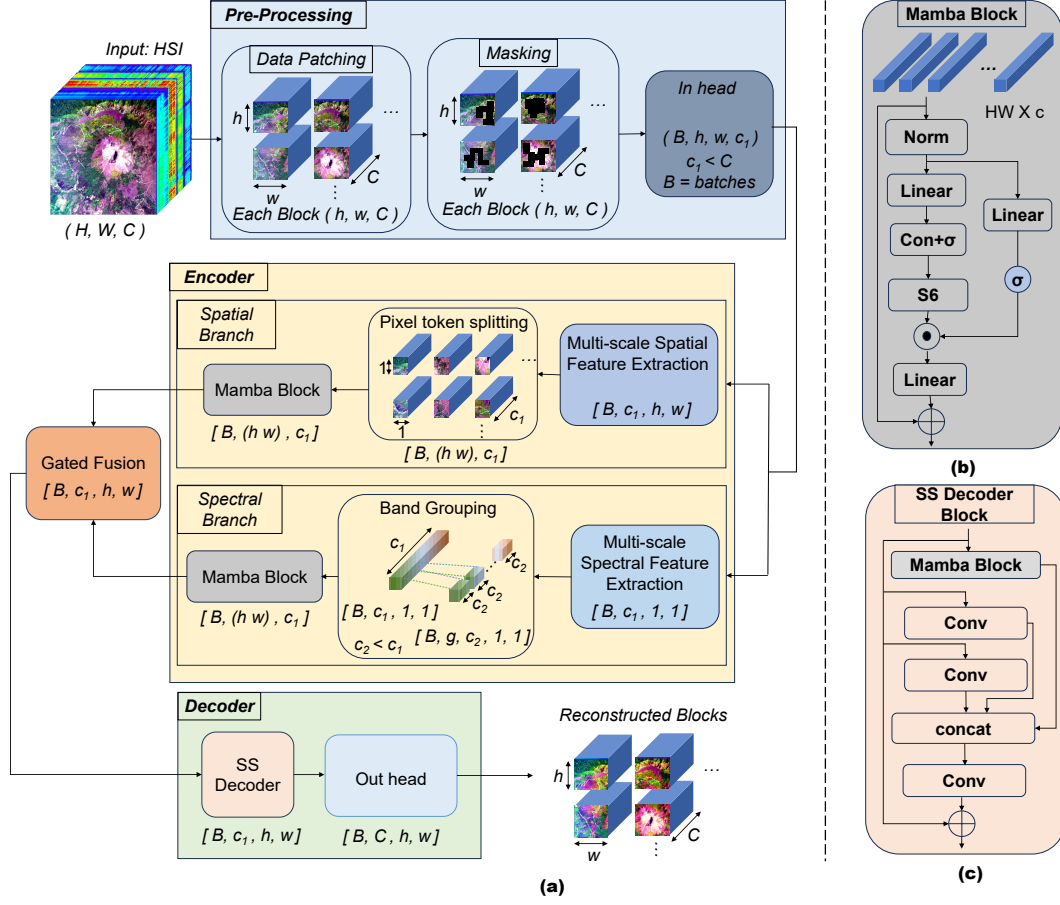 Pre-Processing
Input: HSI
( H, W, C )
Data Patching
h
...
w
C
Each Block ( h, w, C )
Masking
h
...
w
C
Each Block ( h, w, C )
In head
( B, h, w, c1 )
c1 < C
B = batches
Encoder
Spatial
Branch
Multi-scale Spatial
Feature Extraction
[ B, c1 , h, w ]
Pixel token splitting
1
...
c1
1
[ B, (h w), c1 ]
Mamba Block
[ B, (h w) , c1 ]
Gated Fusion
[ B, c1 , h, w ]
Spectral
Branch
Multi-scale
Spectral Feature
Extraction
[ B, c1 , 1, 1 ]
Band Grouping
c1
c2
c2
c2
[ B, c1 , 1, 1 ]
c2 < c1
[ B, g, c2 , 1, 1 ]
Mamba Block
[ B, (h w) , c1 ]
Decoder
SS
Decoder
[ B, c1 , h, w ]
Out head
[ B, C , h, w ]
Reconstructed Blocks
h
...
w
C
(a)
Mamba Block
...
HW X c
Norm
Linear
Linear
Con+σ
σ
S6
Linear
(b)
SS Decoder
Block
Mamba Block
Conv
Conv
concat
Conv
(c)